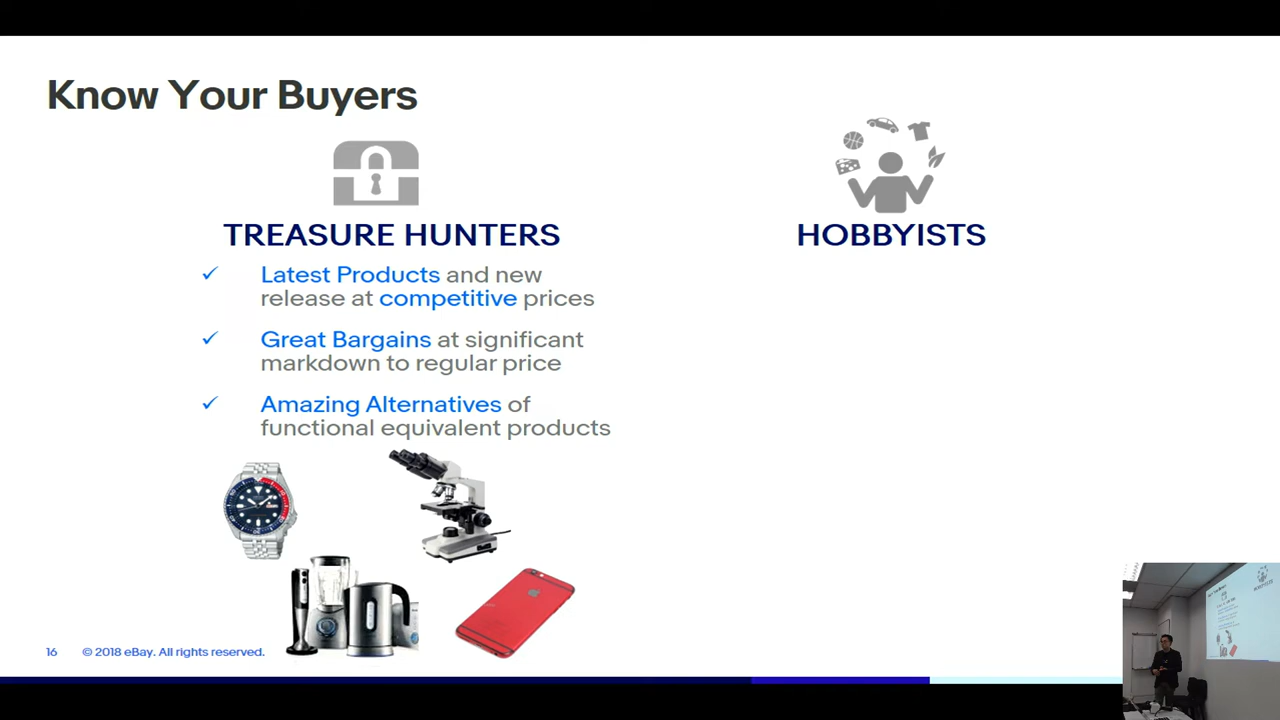 Know Your Buyers
TREASURE HUNTERS
Latest Products and new
release at competitive prices
Great Bargains at significant
markdown to regular price
Amazing Alternatives of
functional equivalent products
HOBBYISTS
16 © 2018 eBay. All rights reserved.
HOBBYISTS